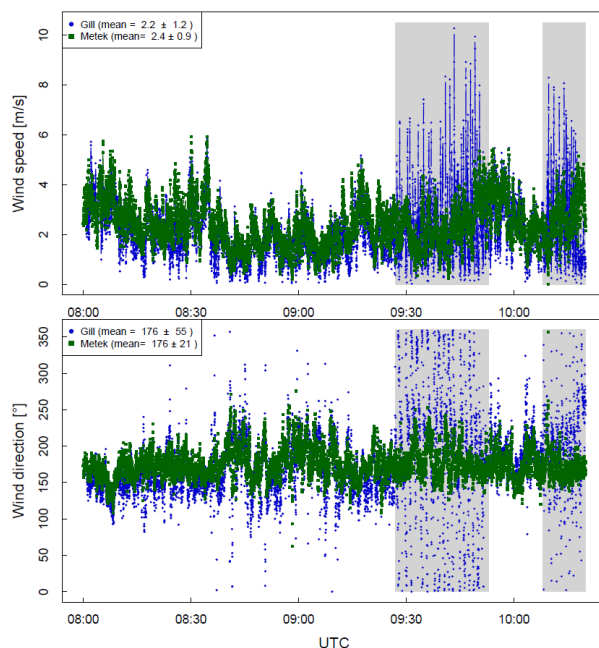 Gill (mean = 2.2 ± 1.2 )
Metek (mean= 2.4 ± 0.9 )
Wind speed [m/s]
10
8
6
4
2
0
08:00 08:30 09:00 09:30 10:00
Gill (mean = 176 ± 55 )
Metek (mean= 176 ± 21 )
Wind direction [°]
350
300
250
200
150
100
50
0
08:00 08:30 09:00 09:30 10:00
UTC